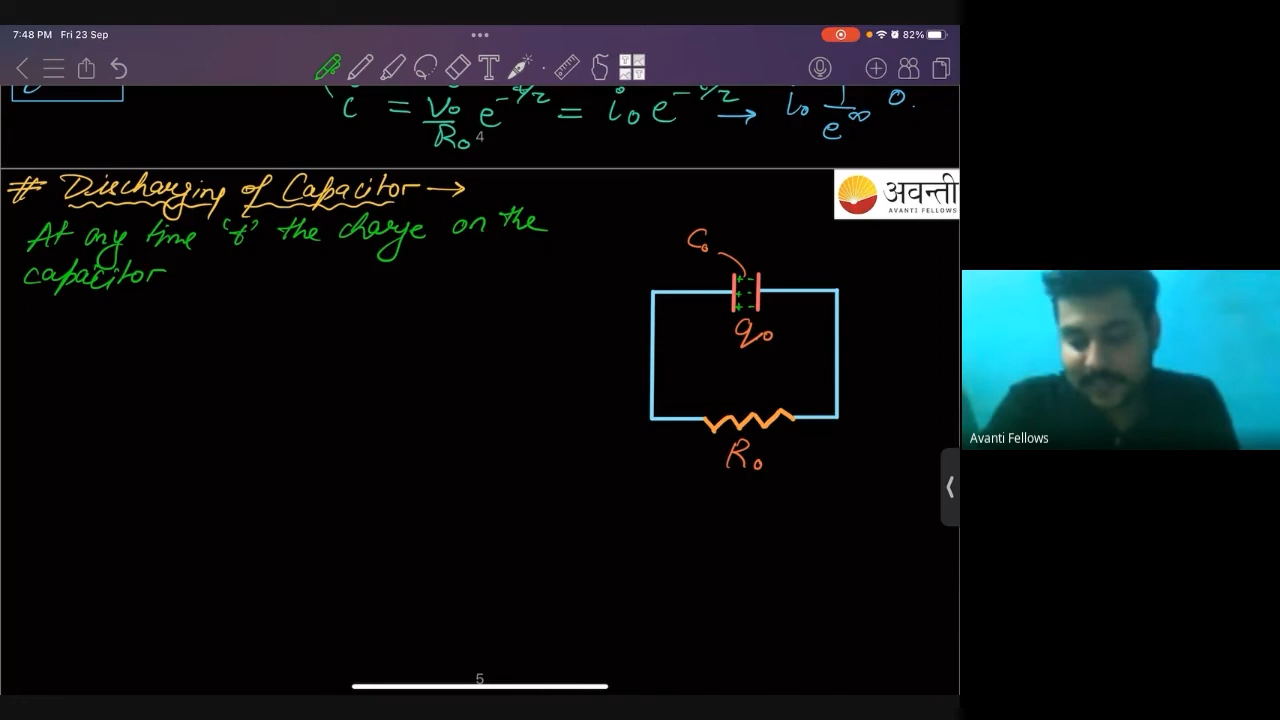 7:48 PM Fri 23 Sep
82%
i = V₀/R₀ e^(-t/τ) = i₀ e^(-t/τ) → i₀ 1/e^∞ 0.
4
# Discharging of Capacitor →
अवन्ती
AVANTI FELLOWS
At any time 't' the charge on the
capacitor
C₀
+ -
+ -
+ -
q₀
R₀
Avanti Fellows
5